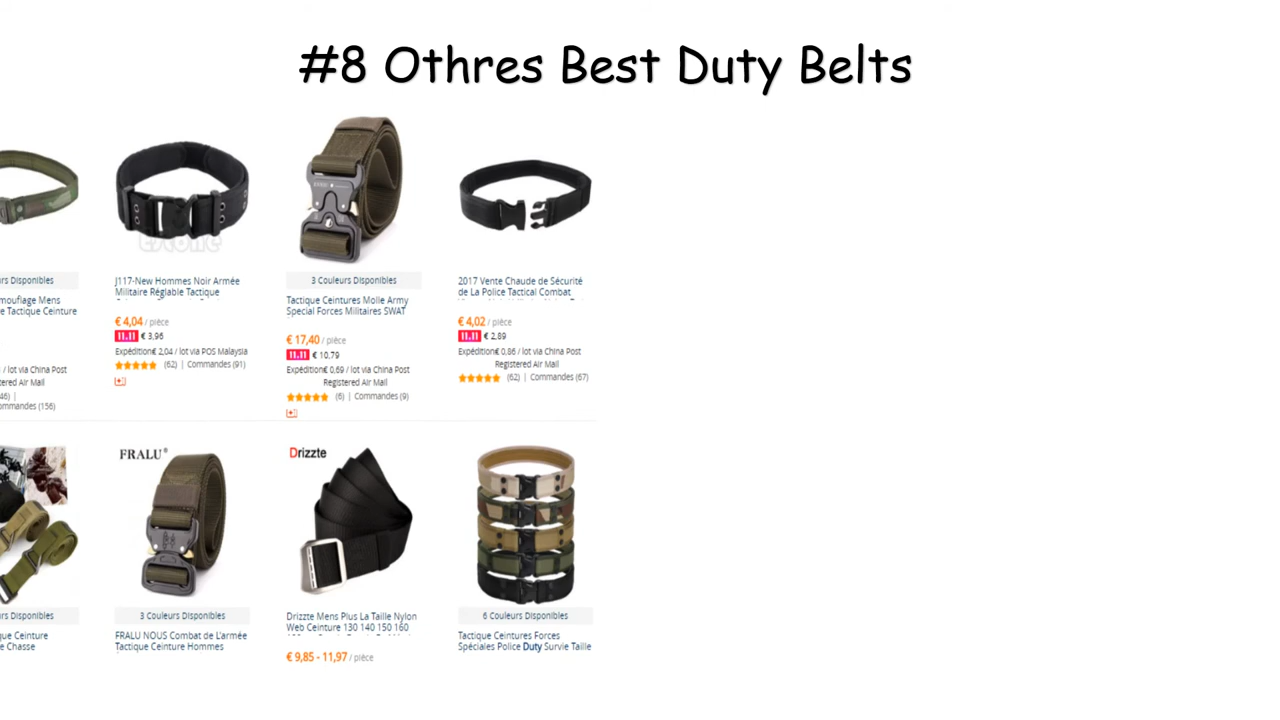 #8 Othres Best Duty Belts
ESTONE
rs Disponibles
mouflage Mens
e Tactique Ceinture
/ lot via China Post
tered Air Mail
46) |
ommandes (156)
J117-New Hommes Noir Armée
Militaire Réglable Tactique
€ 4,04 / pièce
11.11 € 3,96
Expédition€ 2,04 / lot via POS Malaysia
(62) | Commandes (91)
3 Couleurs Disponibles
Tactique Ceintures Molle Army
Special Forces Militaires SWAT
€ 17,40 / pièce
11.11 € 10,79
Expédition€ 0,69 / lot via China Post
Registered Air Mail
(6) | Commandes (9)
2017 Vente Chaude de Sécurité
de La Police Tactical Combat
€ 4,02 / pièce
11.11 € 2,89
Expédition€ 0,86 / lot via China Post
Registered Air Mail
(62) | Commandes (67)
rs Disponibles
que Ceinture
e Chasse
FRALU®
3 Couleurs Disponibles
FRALU NOUS Combat de L'armée
Tactique Ceinture Hommes
Drizzte
Drizzte Mens Plus La Taille Nylon
Web Ceinture 130 140 150 160
€ 9,85 - 11,97 / pièce
6 Couleurs Disponibles
Tactique Ceintures Forces
Spéciales Police Duty Survie Taille